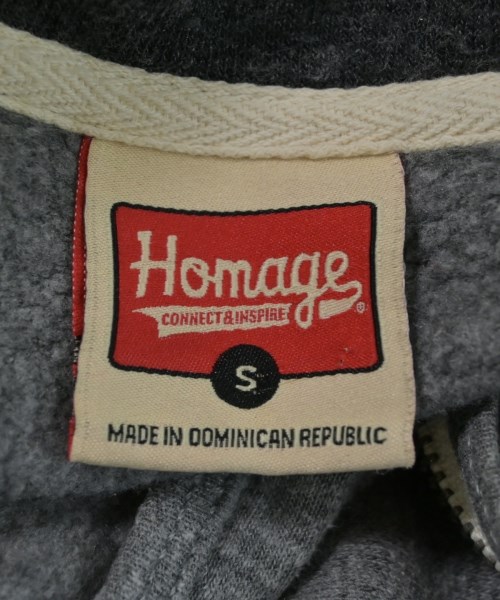 Homage
CONNECT&INSPIRE ®
S
MADE IN DOMINICAN REPUBLIC